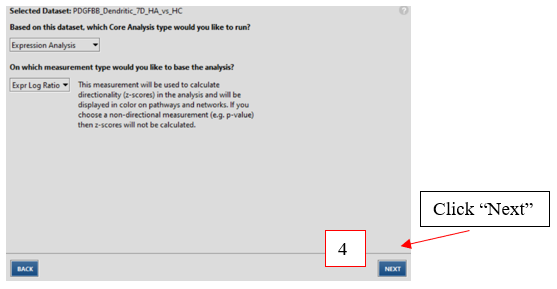 Selected Dataset: PDGFBB_Dendritic_7D_HA_vs_HC
Based on this dataset, which Core Analysis type would you like to run?
Expression Analysis
On which measurement type would you like to base the analysis?
Expr Log Ratio
This measurement will be used to calculate
directionality (z-scores) in the analysis and will be
displayed in color on pathways and networks. If you
choose a non-directional measurement (e.g. p-value)
then z-scores will not be calculated.
Click “Next”
4
BACK
NEXT